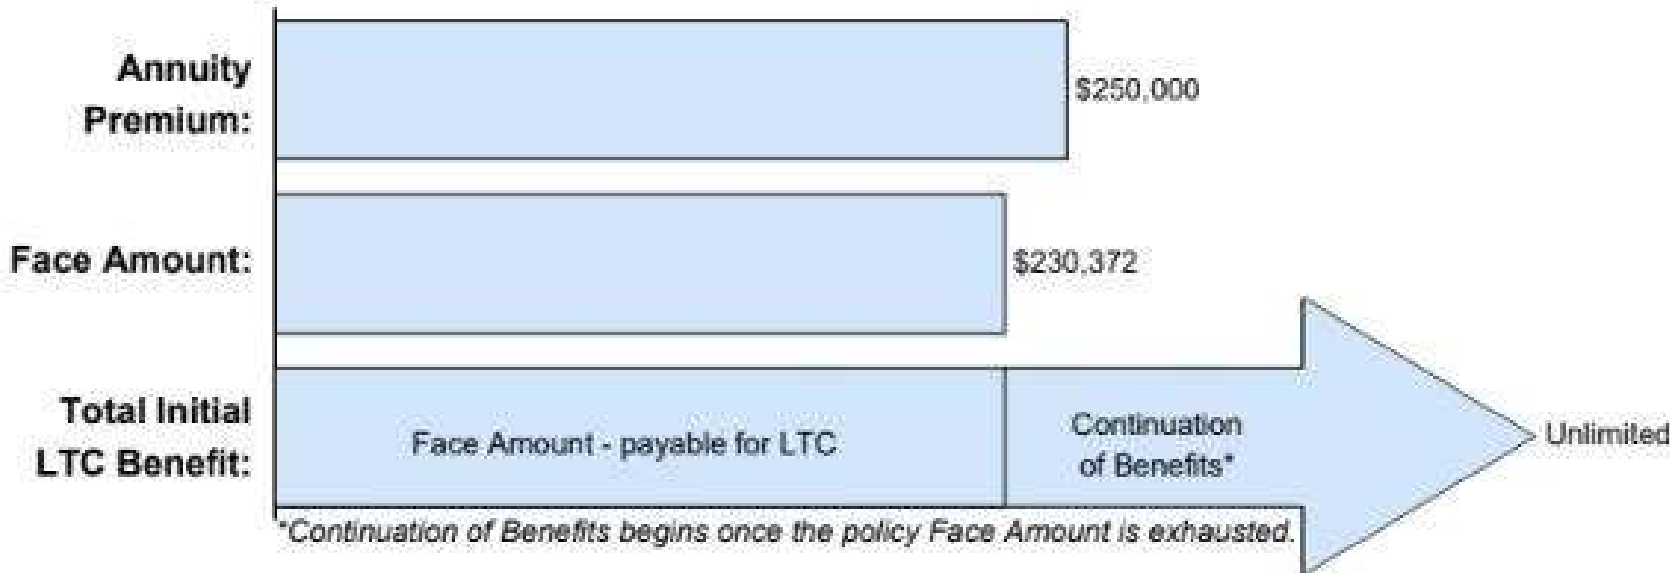 Annuity
Premium:
$250,000
Face Amount:
$230,372
Total Initial
LTC Benefit:
Face Amount - payable for LTC
Continuation
of Benefits*
Unlimited
*Continuation of Benefits begins once the policy Face Amount is exhausted.